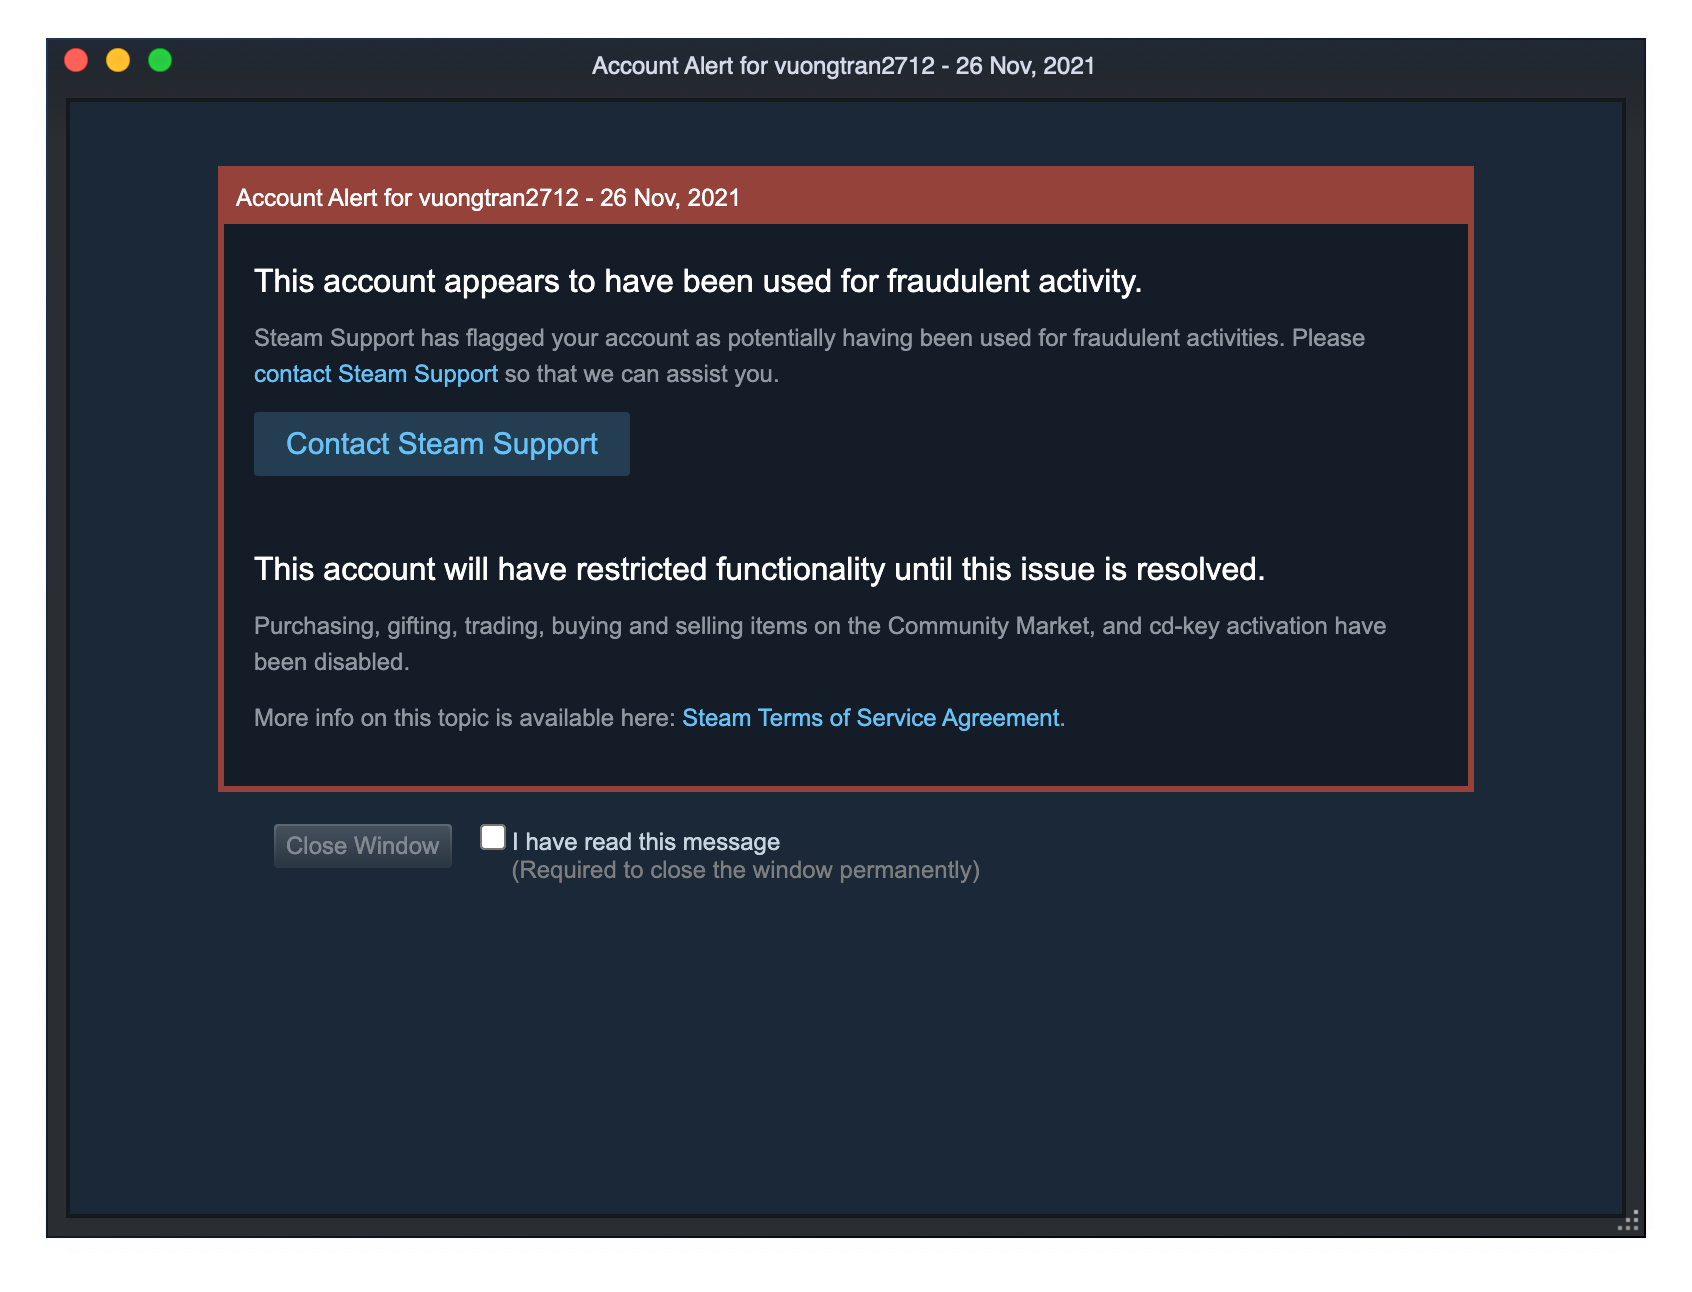 Account Alert for vuongtran2712 - 26 Nov, 2021
Account Alert for vuongtran2712 - 26 Nov, 2021
This account appears to have been used for fraudulent activity.
Steam Support has flagged your account as potentially having been used for fraudulent activities. Please
contact Steam Support so that we can assist you.
Contact Steam Support
This account will have restricted functionality until this issue is resolved.
Purchasing, gifting, trading, buying and selling items on the Community Market, and cd-key activation have
been disabled.
More info on this topic is available here: Steam Terms of Service Agreement.
Close Window
I have read this message
(Required to close the window permanently)